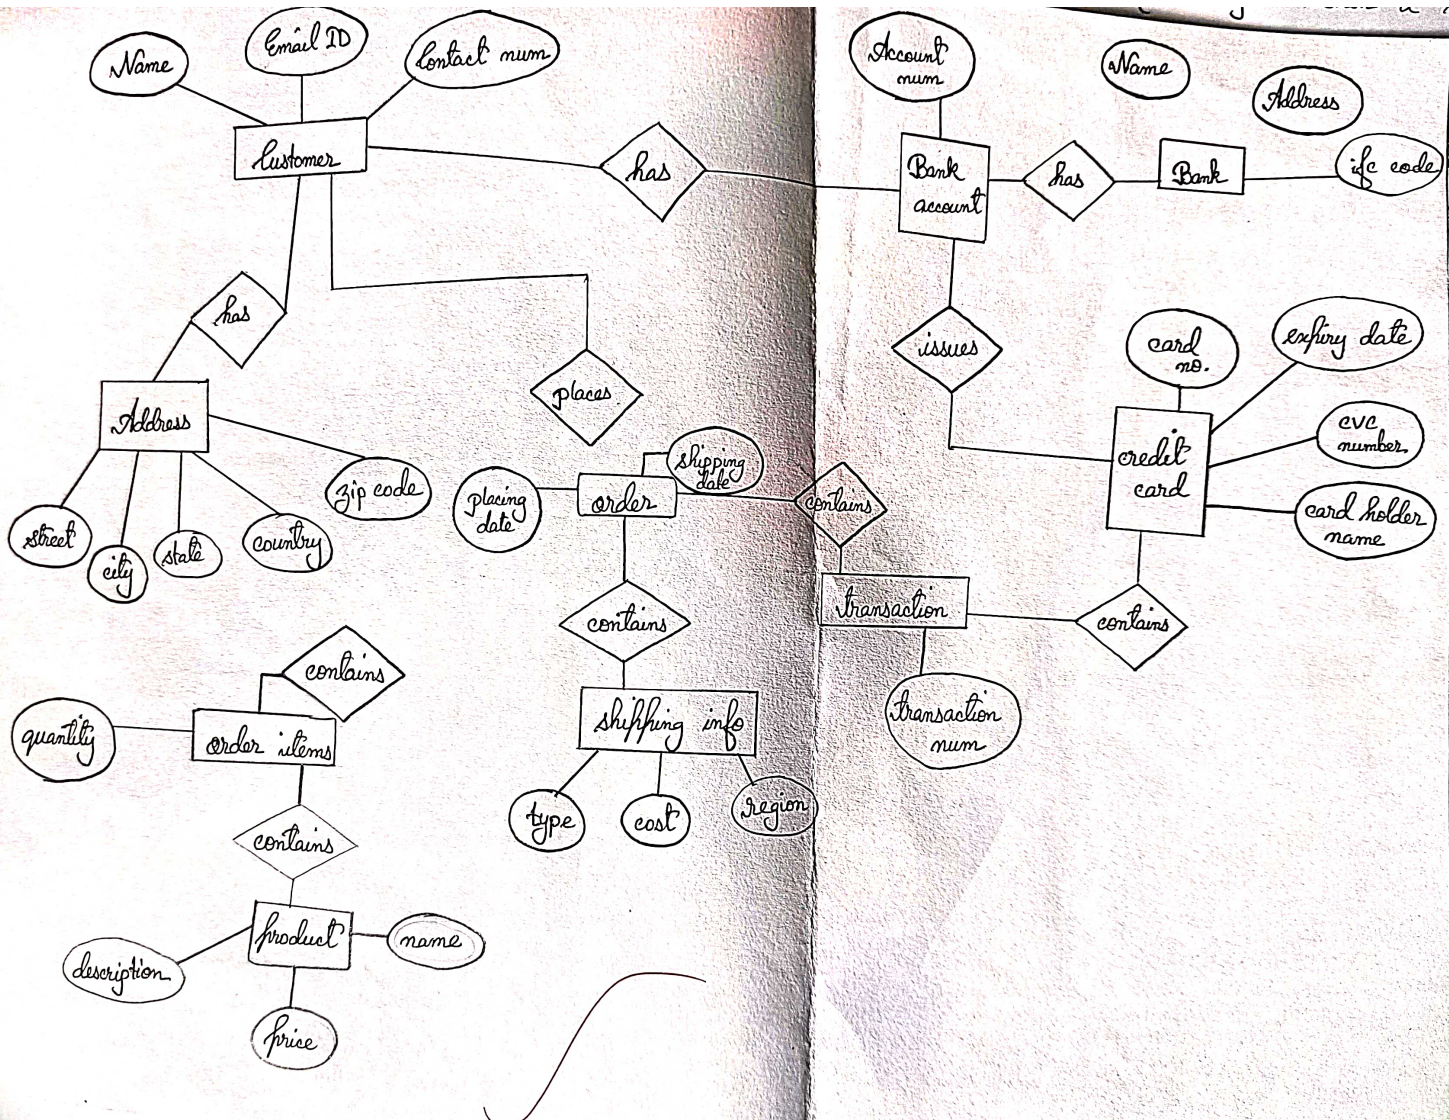 Name
Email ID
Contact num
Account
num
Name
Address
Customer
has
Bank
account
has
Bank
ifc code
has
issues
card
no.
expiry date
places
Address
cvc
number
credit
card
shipping
date
zip code
placing
date
order
contains
card holder
name
street
city
state
country
contains
transaction
contains
contains
quantity
order items
shipping info
transaction
num
type
cost
region
contains
product
name
description
price